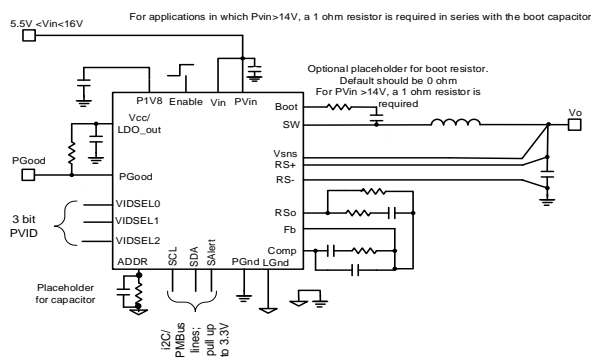 For applications in which Pvin>14V, a 1 ohm resistor is required in series with the boot capacitor
5.5V <Vin<16V
Optional placeholder for boot resistor.
Default should be 0 ohm
For PVin >14V, a 1 ohm resistor is
required
P1V8
Enable
Vin
PVin
Boot
SW
Vo
Vcc/
LDO_out
Vsns
RS+
RS-
PGood
PGood
VIDSEL0
VIDSEL1
VIDSEL2
3 bit
PVID
RSo
Fb
Comp
ADDR
SCL
SDA
SAlert
PGnd
LGnd
Placeholder
for capacitor
i2C/
PMBus
lines;
pull up
to 3.3V